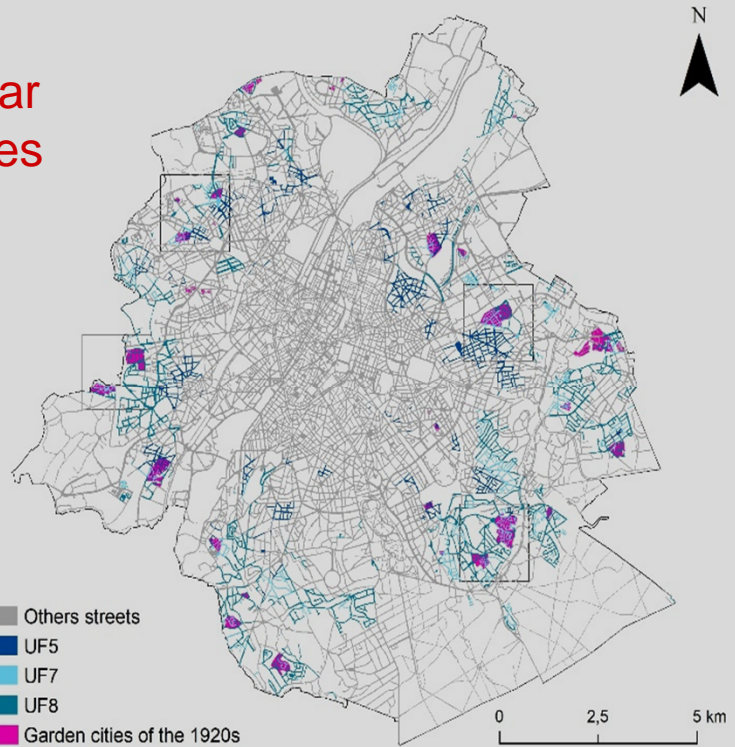 ar
es
N
Others streets
UF5
UF7
UF8
Garden cities of the 1920s
0 2,5 5 km